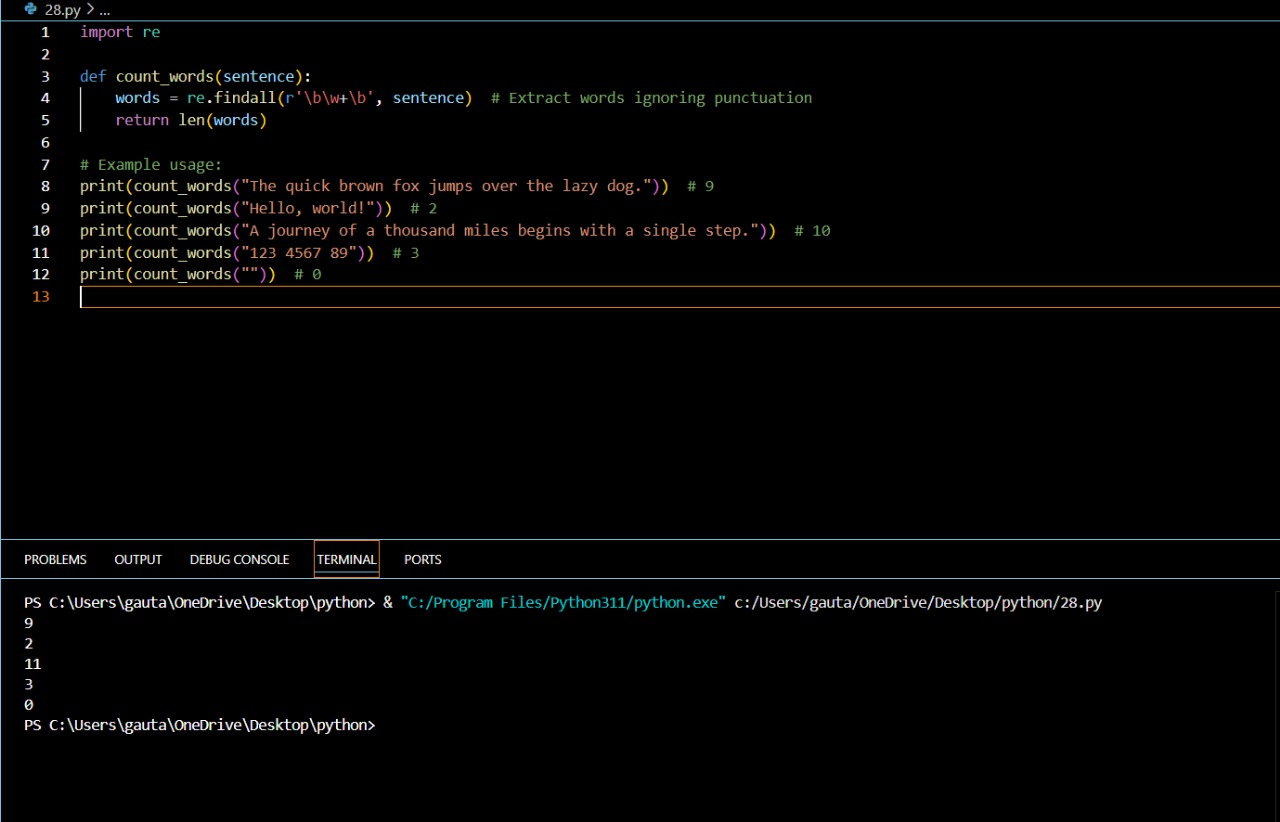 28.py > ...
1 import re
2
3 def count_words(sentence):
4 words = re.findall(r'\b\w+\b', sentence)  # Extract words ignoring punctuation
5 return len(words)
6
7 # Example usage:
8 print(count_words("The quick brown fox jumps over the lazy dog."))  # 9
9 print(count_words("Hello, world!"))  # 2
10 print(count_words("A journey of a thousand miles begins with a single step."))  # 10
11 print(count_words("123 4567 89"))  # 3
12 print(count_words(""))  # 0
13
PROBLEMS OUTPUT DEBUG CONSOLE TERMINAL PORTS
PS C:\Users\gauta\OneDrive\Desktop\python> & "C:/Program Files/Python311/python.exe" c:/Users/gauta/OneDrive/Desktop/python/28.py
9
2
11
3
0
PS C:\Users\gauta\OneDrive\Desktop\python>